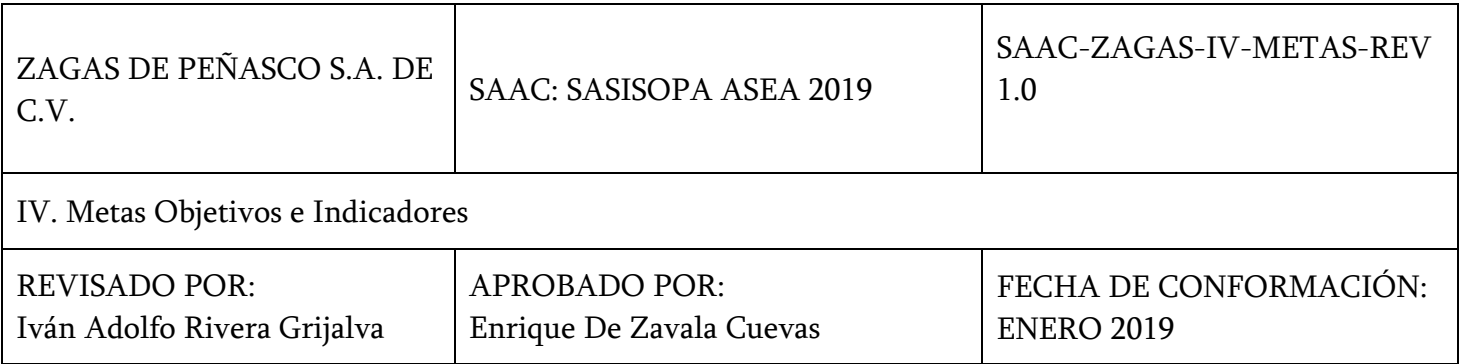 ZAGAS DE PEÑASCO S.A. DE
C.V.
SAAC: SASISOPA ASEA 2019
SAAC-ZAGAS-IV-METAS-REV
1.0
IV. Metas Objetivos e Indicadores
REVISADO POR:
Iván Adolfo Rivera Grijalva
APROBADO POR:
Enrique De Zavala Cuevas
FECHA DE CONFORMACIÓN:
ENERO 2019